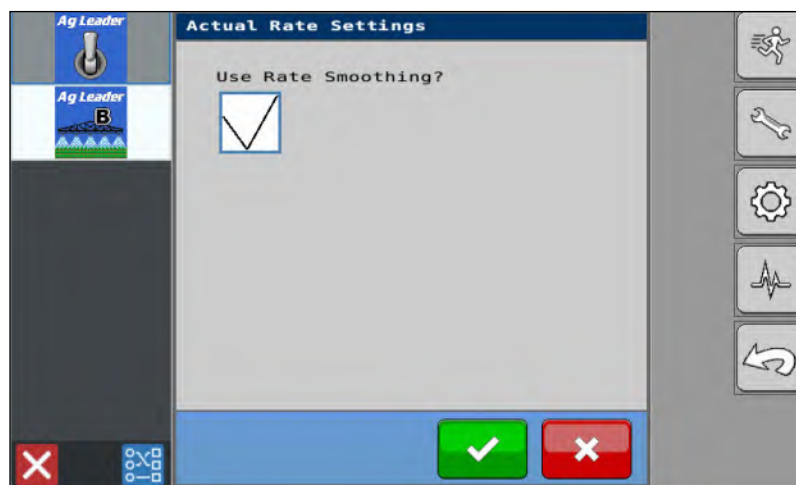 Ag Leader
Actual Rate Settings
Use Rate Smoothing?
Ag Leader
B